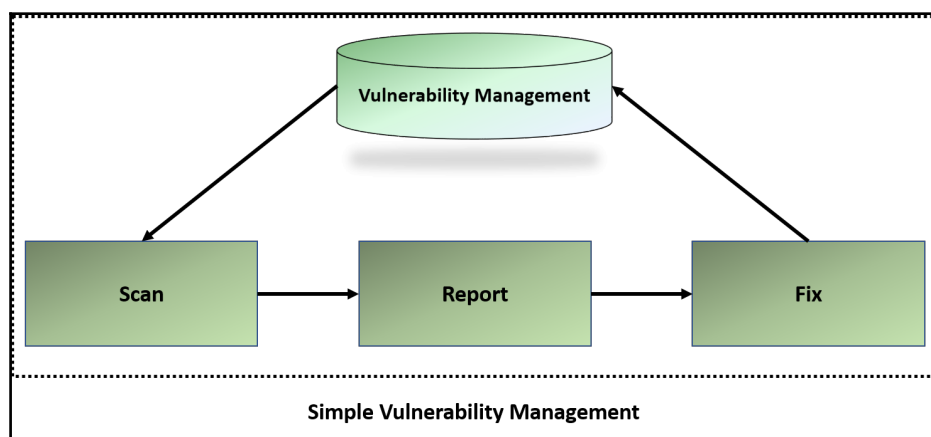 Vulnerability Management
Scan
Report
Fix
Simple Vulnerability Management